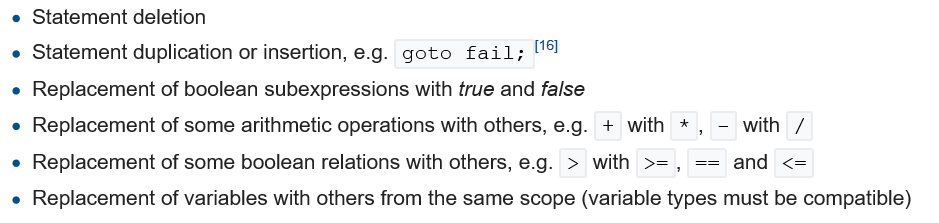 • Statement deletion
• Statement duplication or insertion, e.g. goto fail; [16]
• Replacement of boolean subexpressions with true and false
• Replacement of some arithmetic operations with others, e.g. + with *, - with /
• Replacement of some boolean relations with others, e.g. > with >=, == and <=
• Replacement of variables with others from the same scope (variable types must be compatible)